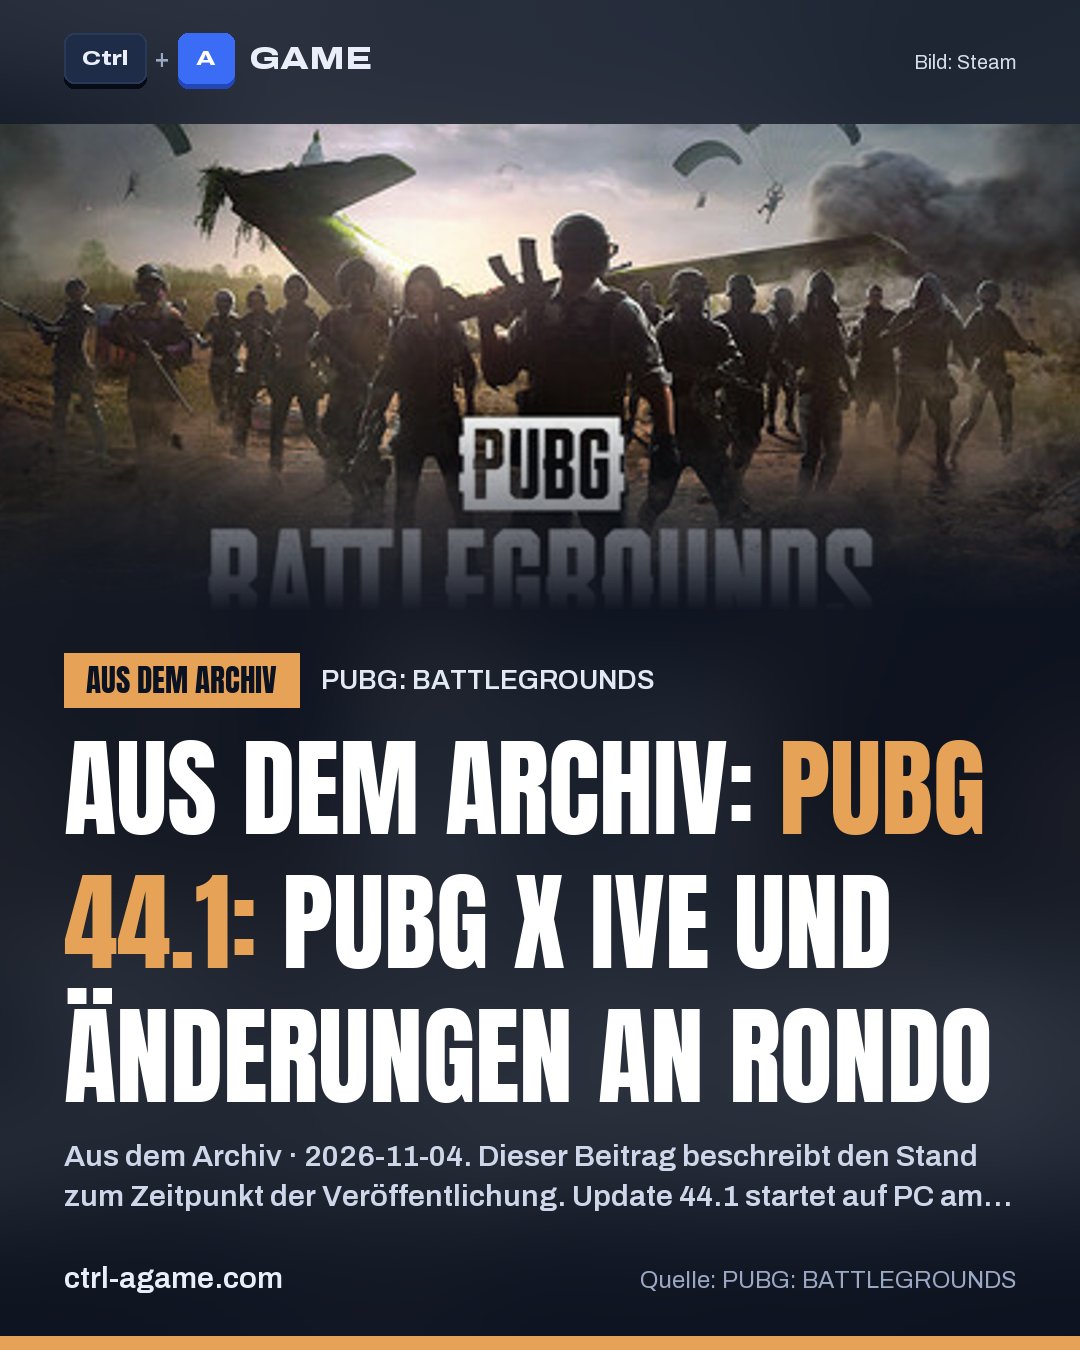 Ctrl + A GAME
Bild: Steam
PUBG
BATTLEGROUNDS
AUS DEM ARCHIV
PUBG: BATTLEGROUNDS
AUS DEM ARCHIV: PUBG
44.1: PUBG X IVE UND
ÄNDERUNGEN AN RONDO
Aus dem Archiv · 2026-11-04. Dieser Beitrag beschreibt den Stand
zum Zeitpunkt der Veröffentlichung. Update 44.1 startet auf PC am...
ctrl-agame.com
Quelle: PUBG: BATTLEGROUNDS